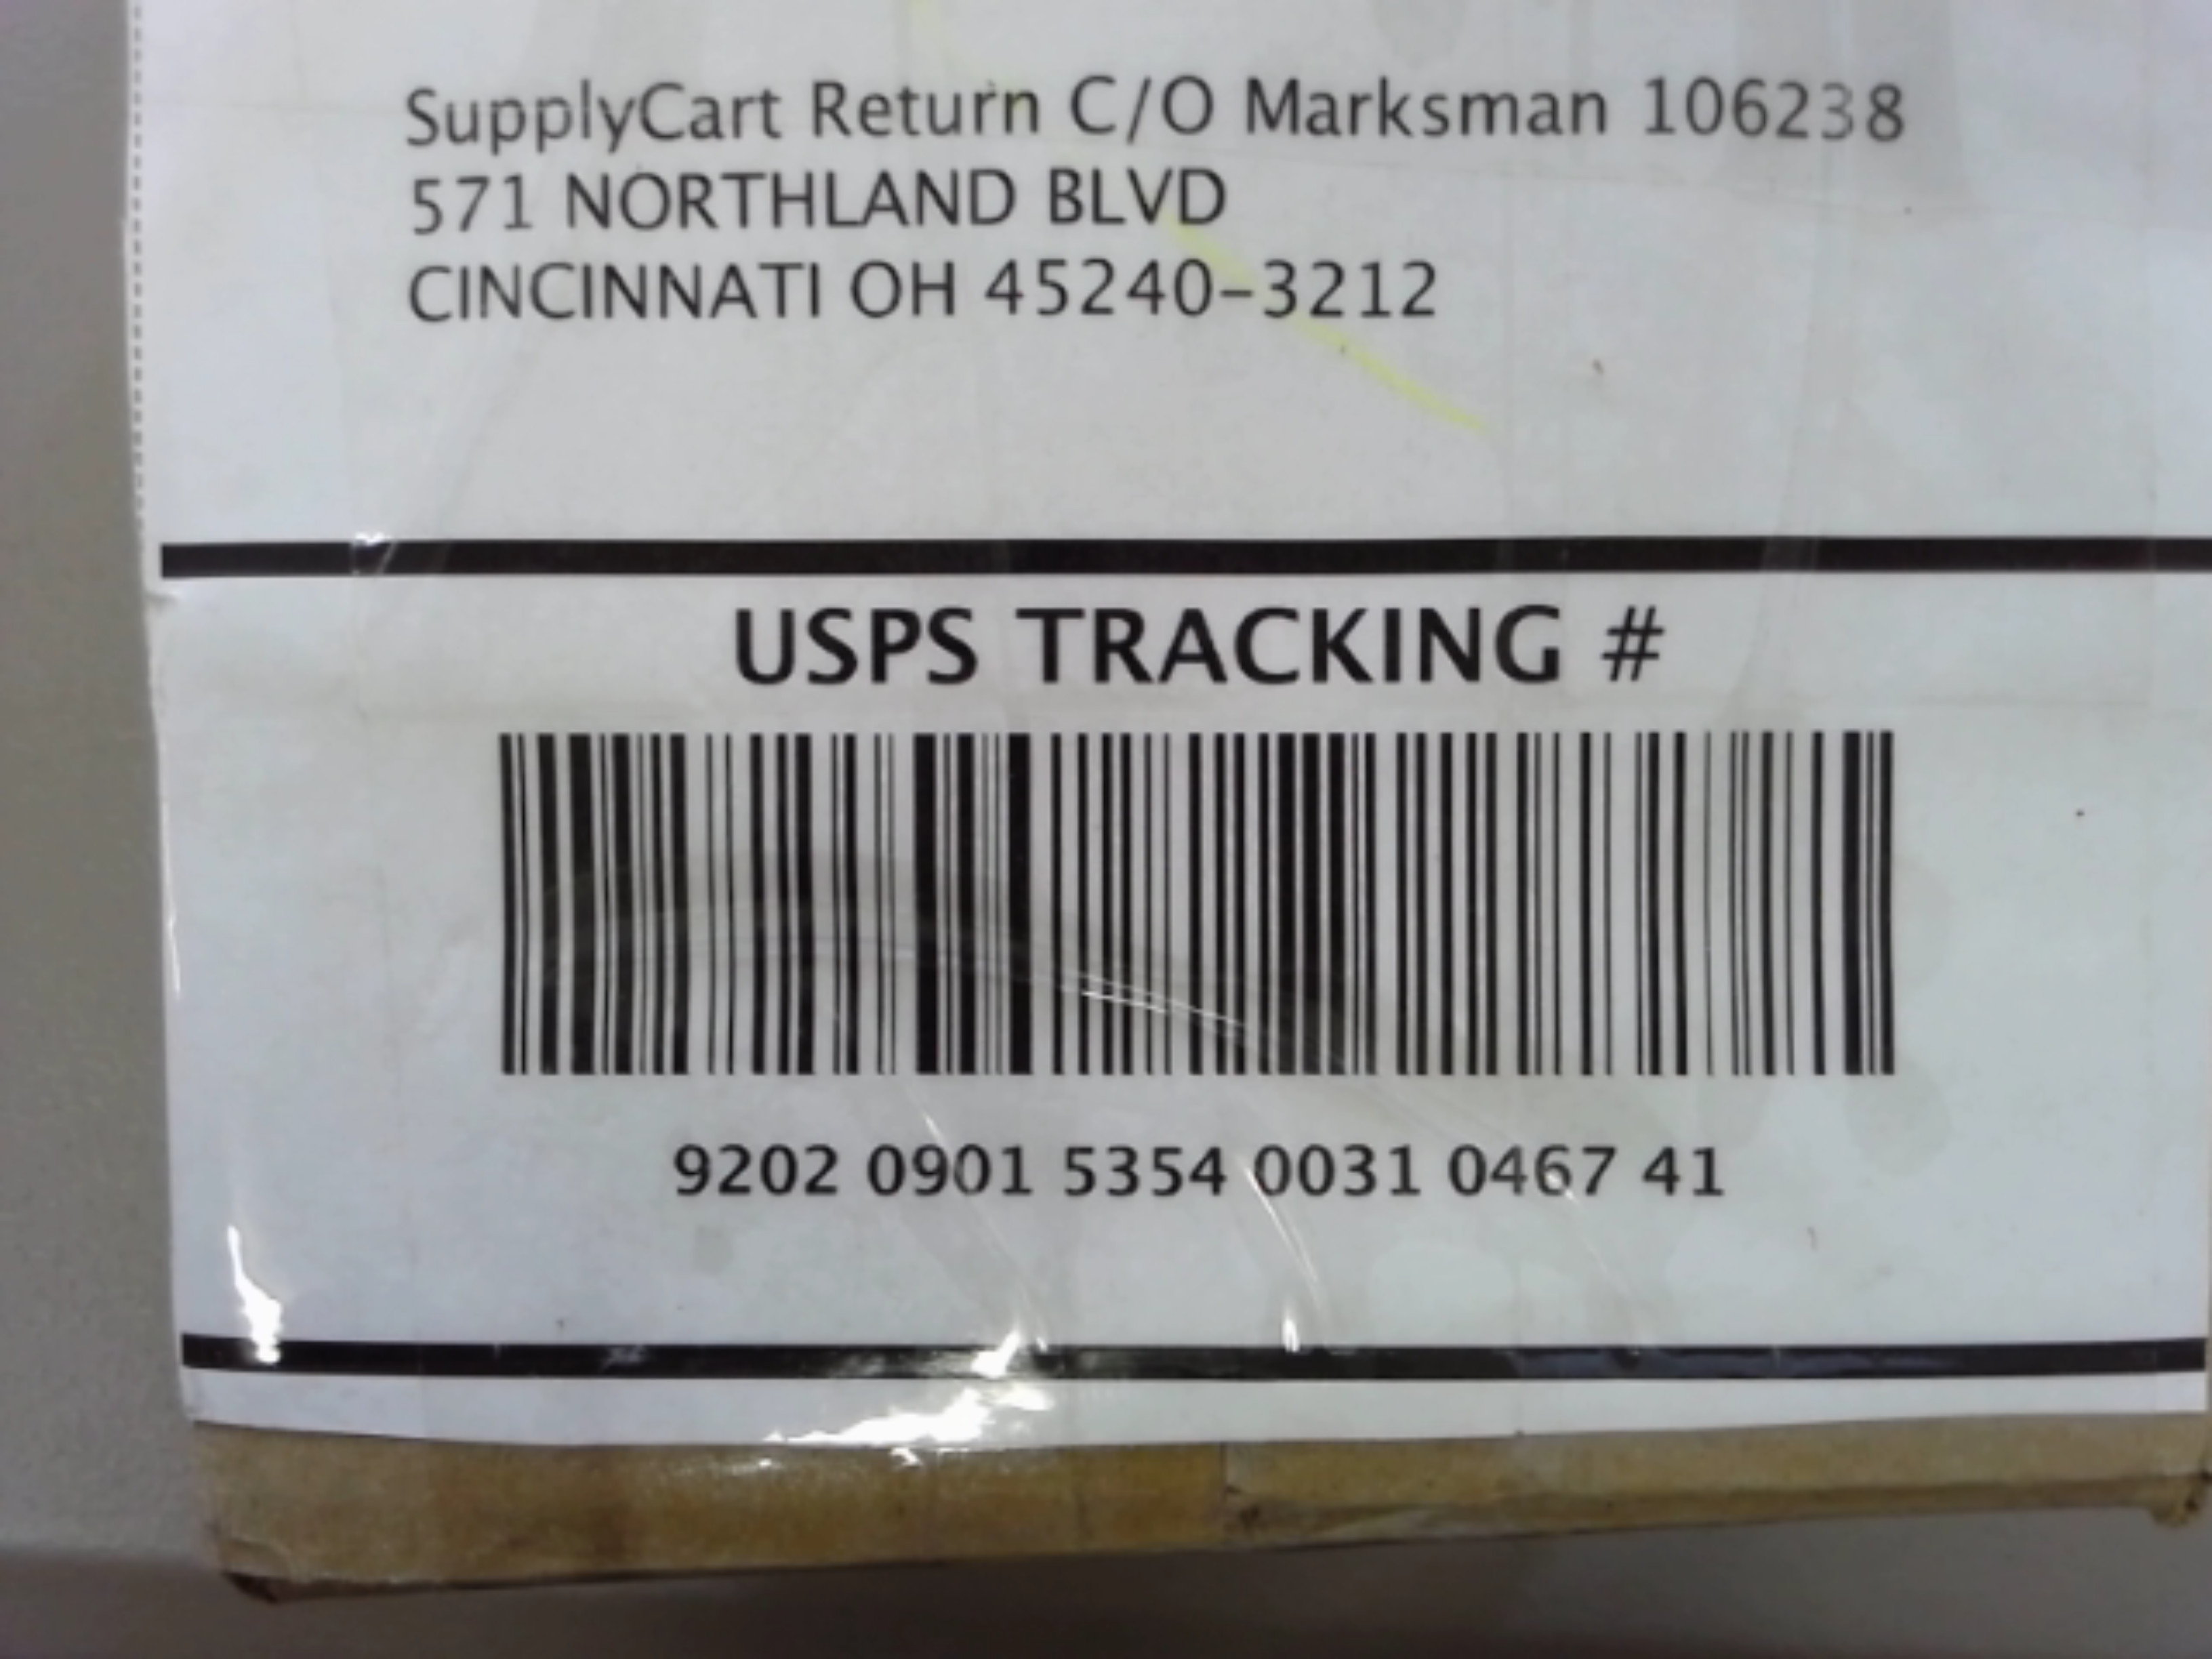 SupplyCart Return C/O Marksman 106238
571 NORTHLAND BLVD
CINCINNATI OH 45240-3212
USPS TRACKING #
9202 0901 5354 0031 0467 41